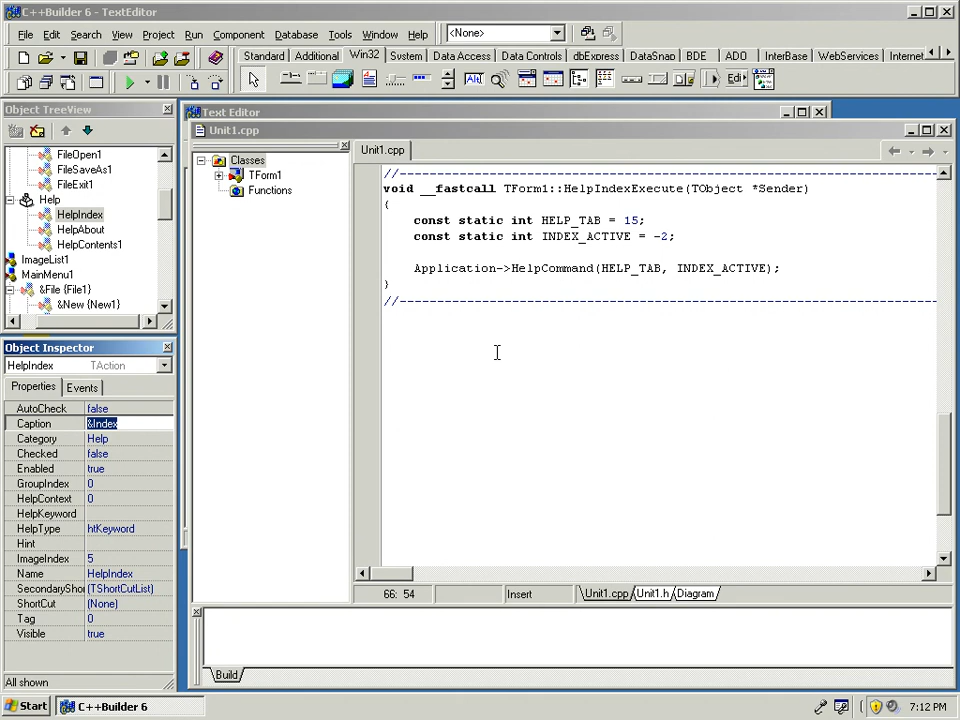 C++Builder 6 - TextEditor
File Edit Search View Project Run Component Database Tools Window Help <None>
Standard Additional Win32 System Data Access Data Controls dbExpress DataSnap BDE ADO InterBase WebServices Internet
Object TreeView
FileOpen1
FileSaveAs1
FileExit1
Help
HelpIndex
HelpAbout
HelpContents1
ImageList1
MainMenu1
&File {File1}
&New {New1}
Object Inspector
HelpIndex TAction
Properties Events
AutoCheck false
Caption &Index
Category Help
Checked false
Enabled true
GroupIndex 0
HelpContext 0
HelpKeyword
HelpType htKeyword
Hint
ImageIndex 5
Name HelpIndex
SecondaryShor (TShortCutList)
ShortCut (None)
Tag 0
Visible true
All shown
Text Editor
Unit1.cpp
Classes
TForm1
Functions
Unit1.cpp
//---------------------------------------------------------------------------
void __fastcall TForm1::HelpIndexExecute(TObject *Sender)
{
const static int HELP_TAB = 15;
const static int INDEX_ACTIVE = -2;
Application->HelpCommand(HELP_TAB, INDEX_ACTIVE);
}
//---------------------------------------------------------------------------
66: 54 Insert Unit1.cpp Unit1.h Diagram
Build
Start C++Builder 6 7:12 PM